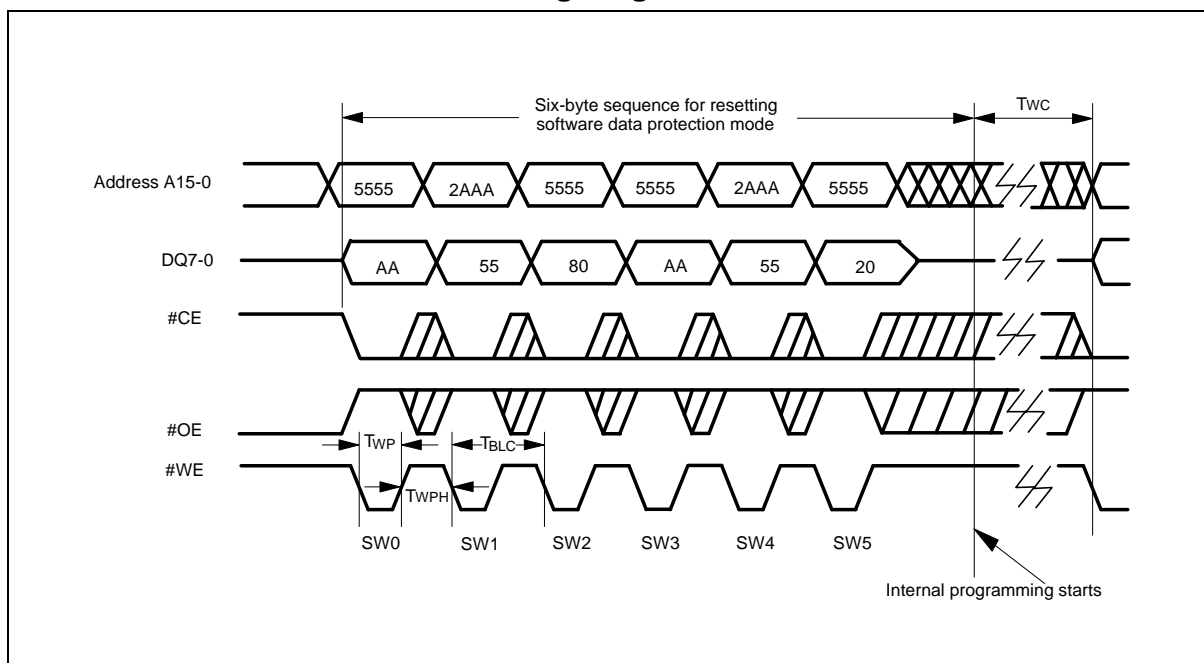 Six-byte sequence for resetting
software data protection mode
TWC
Address A15-0
5555
2AAA
5555
5555
2AAA
5555
DQ7-0
AA
55
80
AA
55
20
#CE
#OE
TWP
TBLC
#WE
TWPH
SW0
SW1
SW2
SW3
SW4
SW5
Internal programming starts